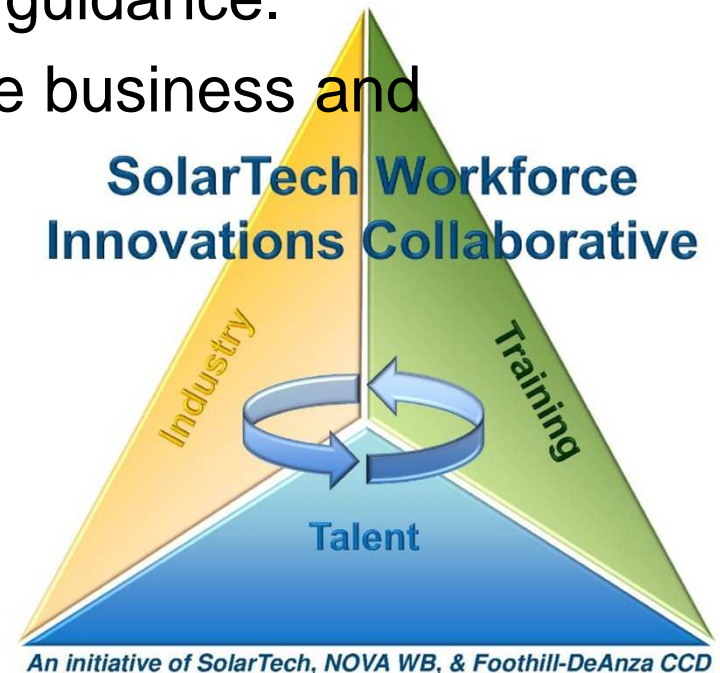 guidance.
e business and
SolarTech Workforce
Innovations Collaborative
Industry
Training
Talent
An initiative of SolarTech, NOVA WB, & Foothill-DeAnza CCD